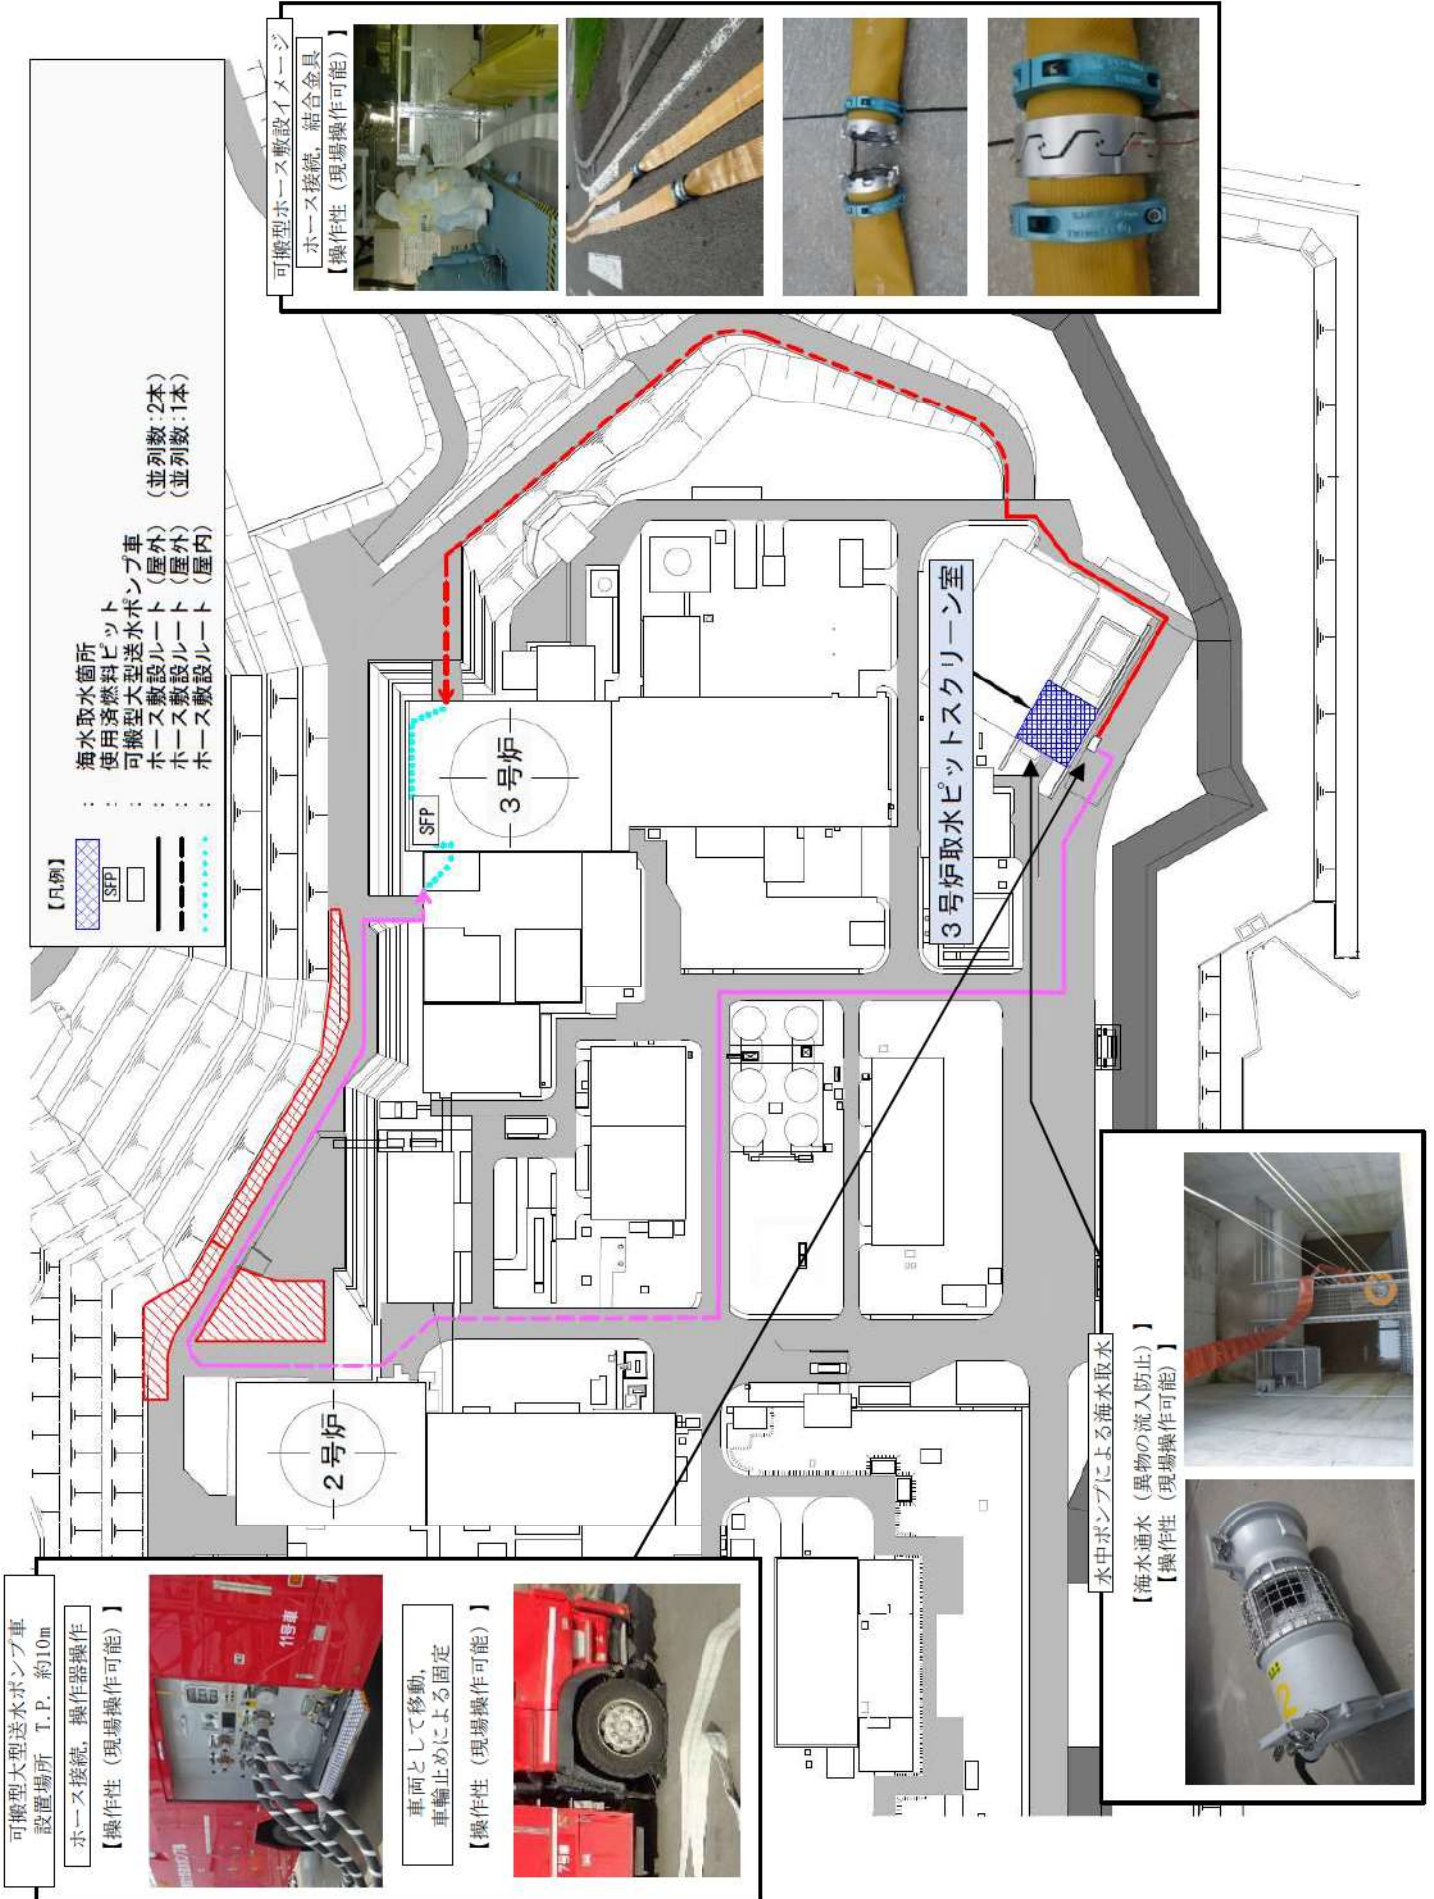 可搬型大型送水ポンプ車
設置場所 T.P. 約10m
ホース接続，操作器操作
【操作性（現場操作可能）】
11号車
車両として移動，
車輪止めによる固定
【操作性（現場操作可能）】
【凡例】
： 海水取水箇所
SFP ： 使用済燃料ピット
： 可搬型大型送水ポンプ車
： ホース敷設ルート（屋外）（並列数：2本）
： ホース敷設ルート（屋外）（並列数：1本）
： ホース敷設ルート（屋内）
可搬型ホース敷設イメージ
ホース接続，結合金具
【操作性（現場操作可能）】
2号炉
3号炉
SFP
3号炉取水ピットスクリーン室
水中ポンプによる海水取水
【海水通水（異物の流入防止）】
【操作性（現場操作可能）】
2